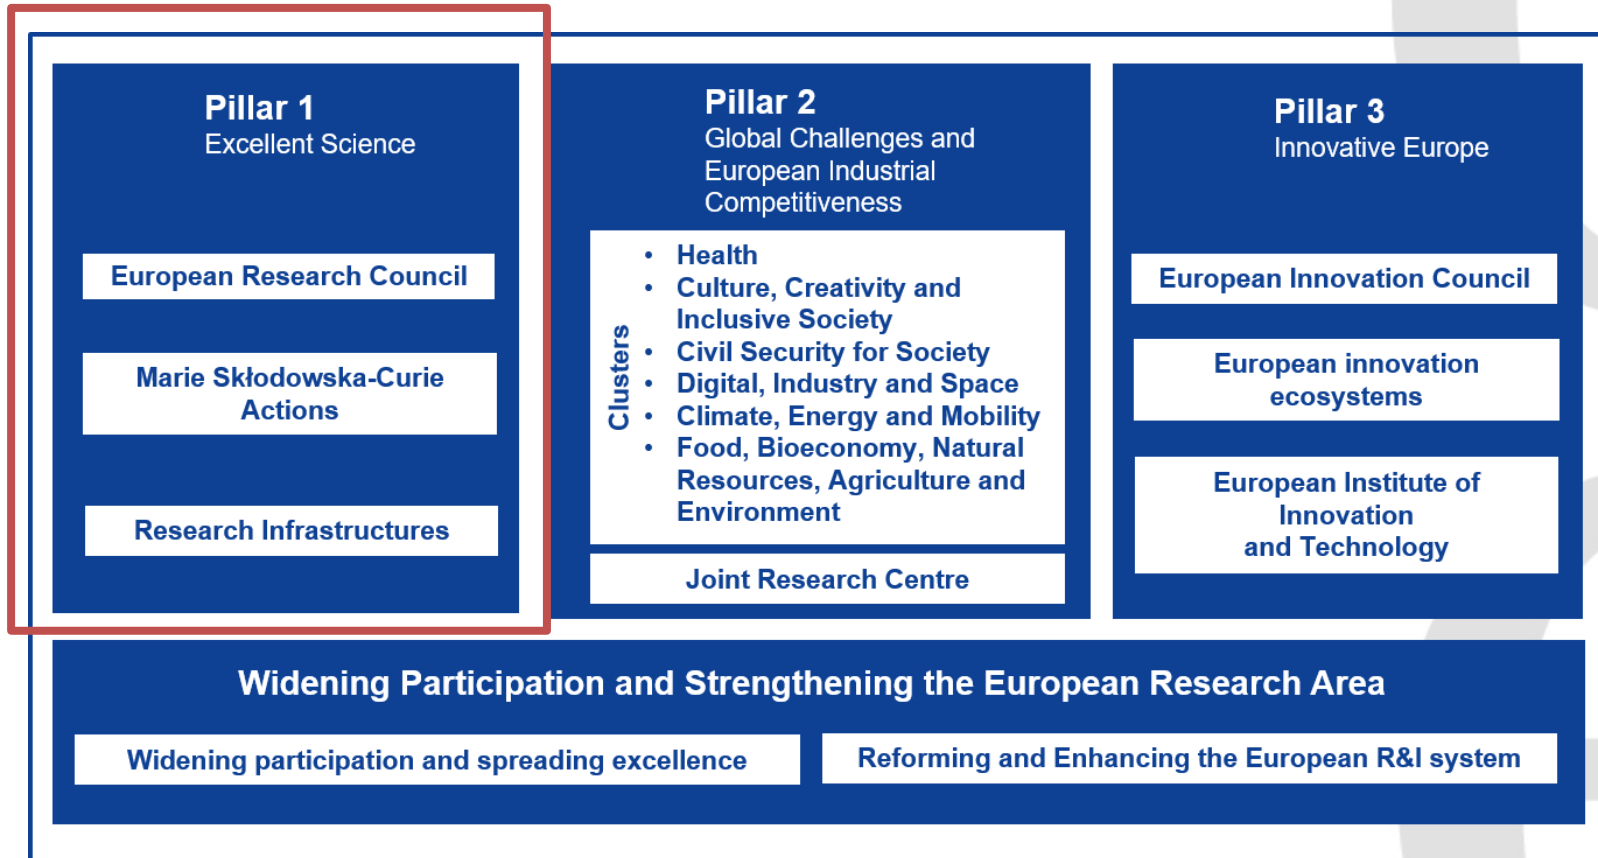 Pillar 1
Excellent Science
European Research Council
Marie Skłodowska-Curie
Actions
Research Infrastructures
Pillar 2
Global Challenges and
European Industrial
Competitiveness
Clusters
• Health
• Culture, Creativity and
Inclusive Society
• Civil Security for Society
• Digital, Industry and Space
• Climate, Energy and Mobility
• Food, Bioeconomy, Natural
Resources, Agriculture and
Environment
Joint Research Centre
Pillar 3
Innovative Europe
European Innovation Council
European innovation
ecosystems
European Institute of
Innovation
and Technology
Widening Participation and Strengthening the European Research Area
Widening participation and spreading excellence
Reforming and Enhancing the European R&I system